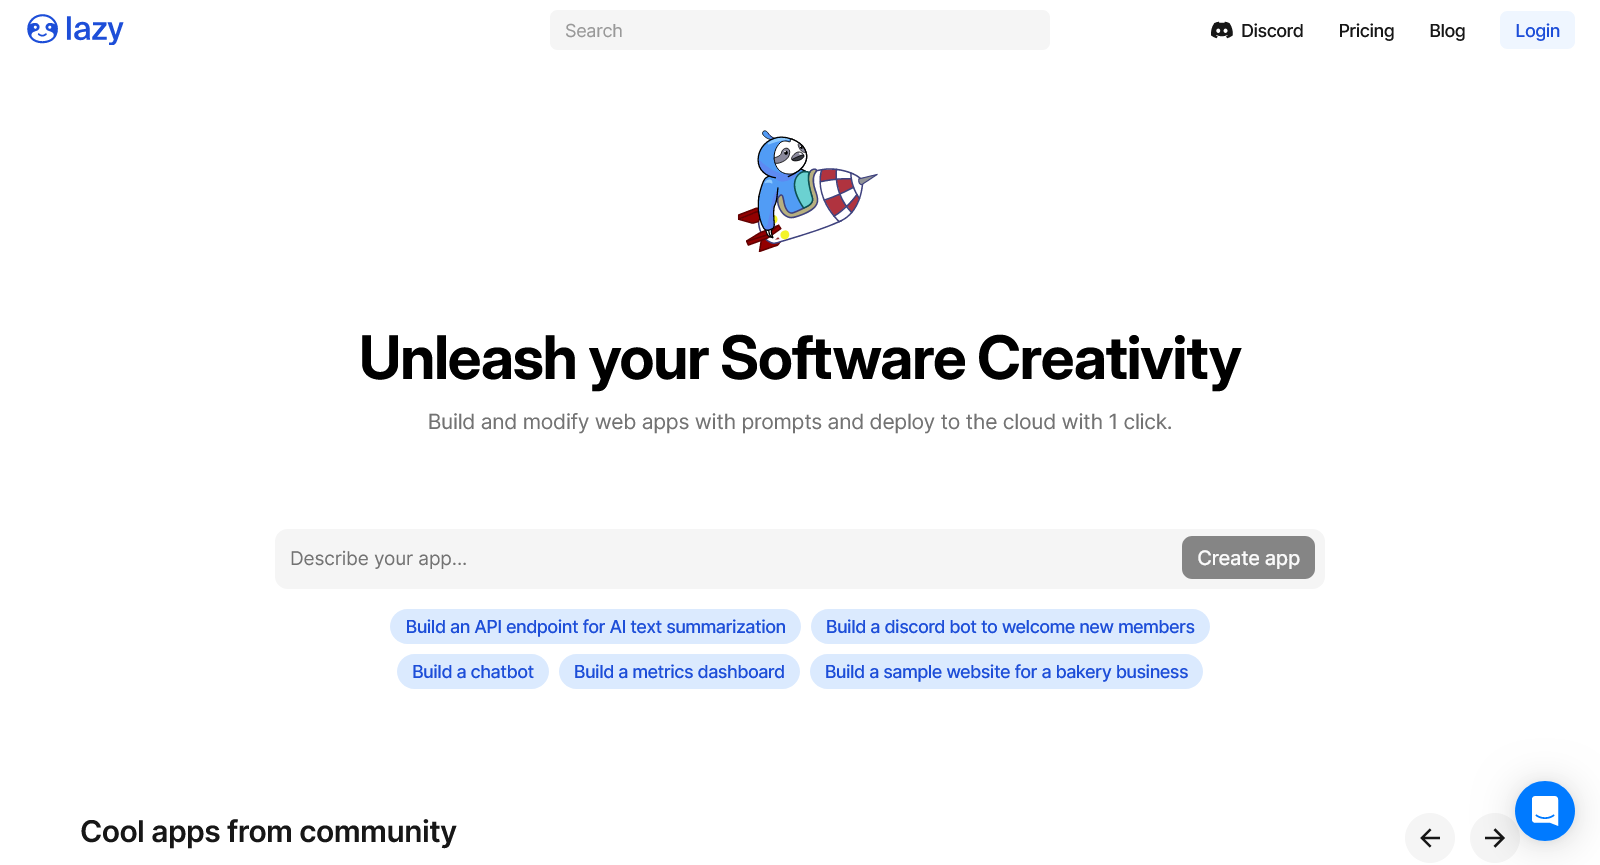 lazy
Search
Discord
Pricing
Blog
Login
Unleash your Software Creativity
Build and modify web apps with prompts and deploy to the cloud with 1 click.
Describe your app...
Create app
Build an API endpoint for AI text summarization
Build a discord bot to welcome new members
Build a chatbot
Build a metrics dashboard
Build a sample website for a bakery business
Cool apps from community